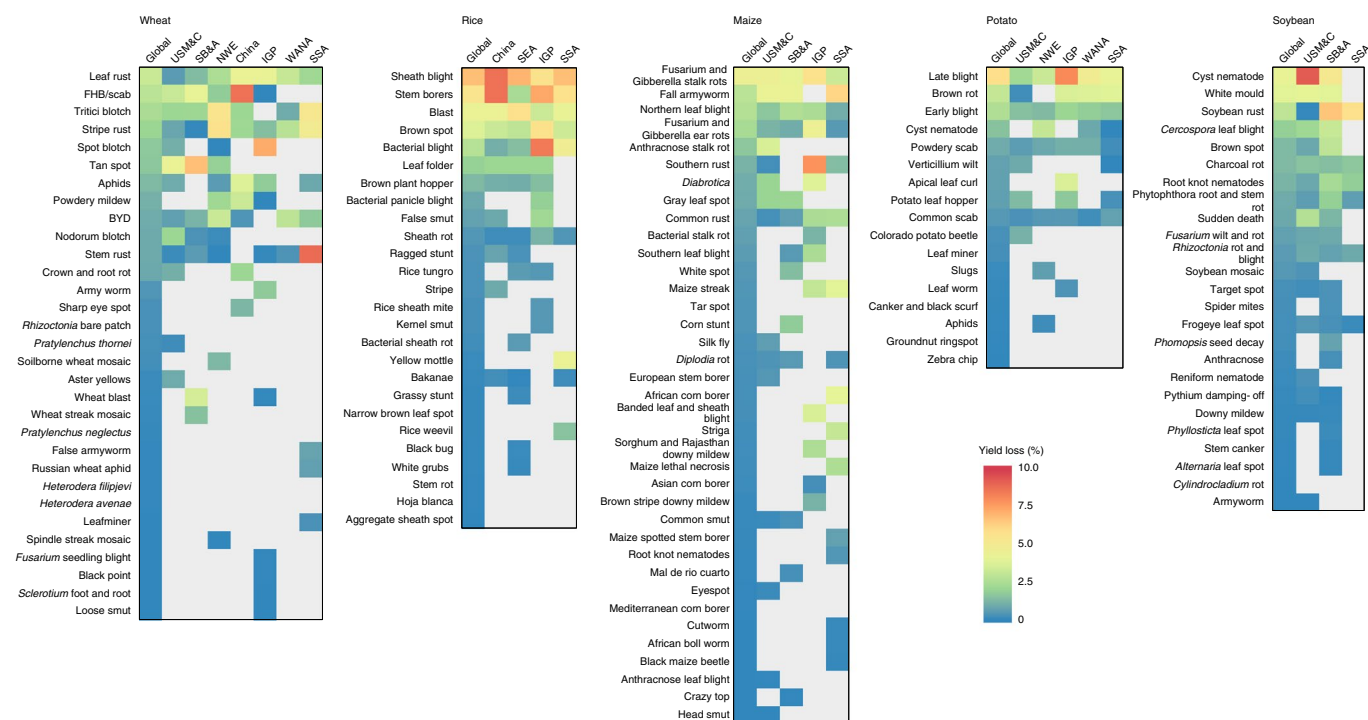 Wheat
Global
USM&C
SB&A
NWE
China
IGP
WANA
SSA
Leaf rust
FHB/scab
Tritici blotch
Stripe rust
Spot blotch
Tan spot
Aphids
Powdery mildew
BYD
Nodorum blotch
Stem rust
Crown and root rot
Army worm
Sharp eye spot
Rhizoctonia bare patch
Pratylenchus thornei
Soilborne wheat mosaic
Aster yellows
Wheat blast
Wheat streak mosaic
Pratylenchus neglectus
False armyworm
Russian wheat aphid
Heterodera filipjevi
Heterodera avenae
Leafminer
Spindle streak mosaic
Fusarium seedling blight
Black point
Sclerotium foot and root
Loose smut
Rice
Global
China
SEA
IGP
SSA
Sheath blight
Stem borers
Blast
Brown spot
Bacterial blight
Leaf folder
Brown plant hopper
Bacterial panicle blight
False smut
Sheath rot
Ragged stunt
Rice tungro
Stripe
Rice sheath mite
Kernel smut
Bacterial sheath rot
Yellow mottle
Bakanae
Grassy stunt
Narrow brown leaf spot
Rice weevil
Black bug
White grubs
Stem rot
Hoja blanca
Aggregate sheath spot
Maize
Global
USM&C
SB&A
IGP
SSA
Fusarium and
Gibberella stalk rots
Fall armyworm
Northern leaf blight
Fusarium and
Gibberella ear rots
Anthracnose stalk rot
Southern rust
Diabrotica
Gray leaf spot
Common rust
Bacterial stalk rot
Southern leaf blight
White spot
Maize streak
Tar spot
Corn stunt
Silk fly
Diplodia rot
European stem borer
African corn borer
Banded leaf and sheath
blight
Striga
Sorghum and Rajasthan
downy mildew
Maize lethal necrosis
Asian corn borer
Brown stripe downy mildew
Common smut
Maize spotted stem borer
Root knot nematodes
Mal de rio cuarto
Eyespot
Mediterranean corn borer
Cutworm
African boll worm
Black maize beetle
Anthracnose leaf blight
Crazy top
Head smut
Potato
Global
USM&C
NWE
IGP
WANA
SSA
Late blight
Brown rot
Early blight
Cyst nematode
Powdery scab
Verticillium wilt
Apical leaf curl
Potato leaf hopper
Common scab
Colorado potato beetle
Leaf miner
Slugs
Leaf worm
Canker and black scurf
Aphids
Groundnut ringspot
Zebra chip
Yield loss (%)
10.0
7.5
5.0
2.5
0
Soybean
Global
USM&C
SB&A
SSA
Cyst nematode
White mould
Soybean rust
Cercospora leaf blight
Brown spot
Charcoal rot
Root knot nematodes
Phytophthora root and stem
rot
Sudden death
Fusarium wilt and rot
Rhizoctonia rot and
blight
Soybean mosaic
Target spot
Spider mites
Frogeye leaf spot
Phomopsis seed decay
Anthracnose
Reniform nematode
Pythium damping- off
Downy mildew
Phyllosticta leaf spot
Stem canker
Alternaria leaf spot
Cylindrocladium rot
Armyworm